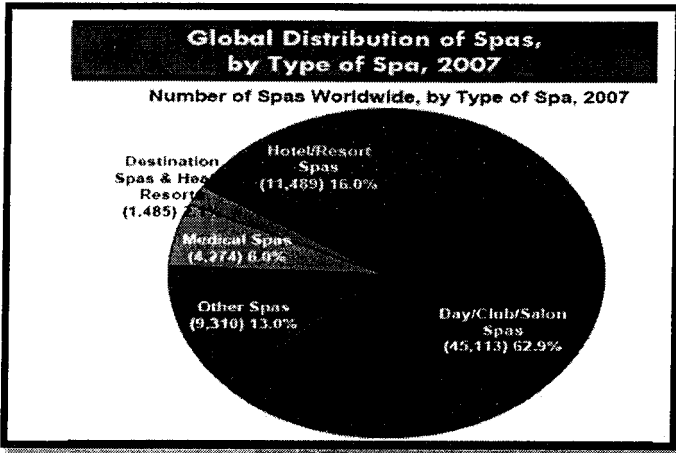 Global Distribution of Spas,
by Type of Spa, 2007
Number of Spas Worldwide, by Type of Spa, 2007
Hotel/Resort
Spas
(11,489) 16.0%
Destination
Spas &
Resorts
(1,485)
Medical Spas
(4,274) 6.0%
Other Spas
(9,310) 13.0%
Day/Club/Salon
Spas
(45,113) 62.9%